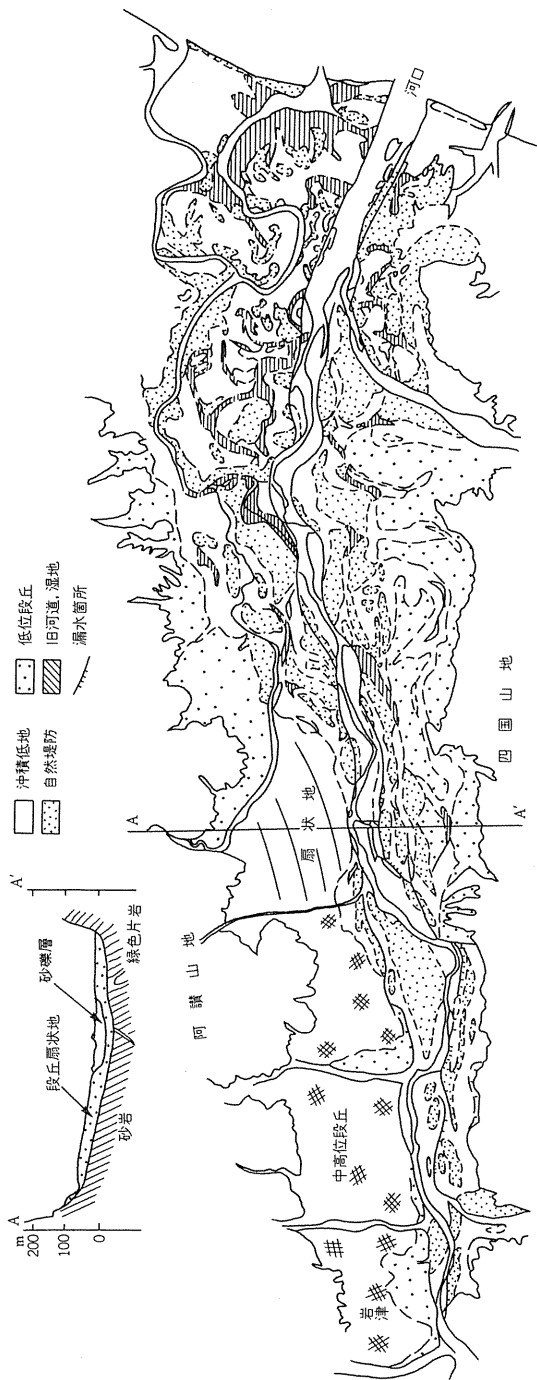 A
A′
m
200
100
0
段丘扇状地
砂礫層
砂岩
緑色片岩
沖積低地
低位段丘
自然堤防
旧河道,湿地
漏水箇所
阿讃山地
A
扇状地
中高位段丘
岩津
河口
四国山地
A′